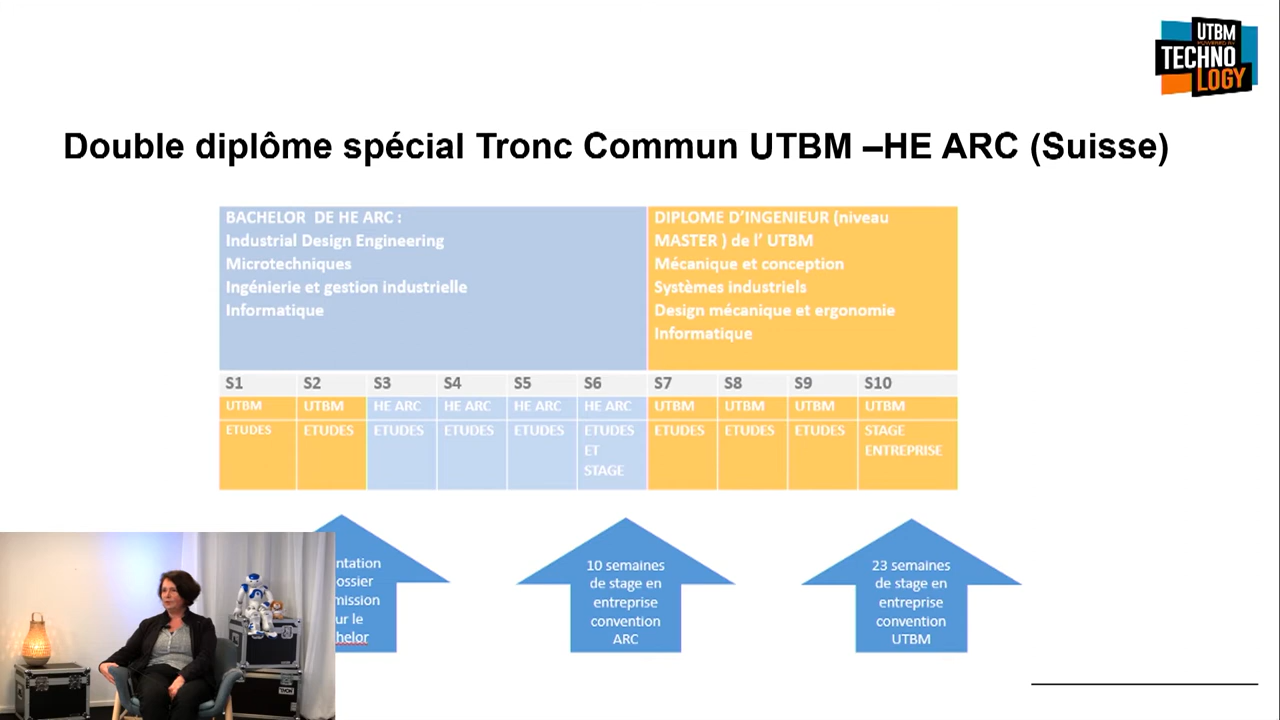 UTBM
TECHNO
LOGY
Double diplôme spécial Tronc Commun UTBM –HE ARC (Suisse)
BACHELOR DE HE ARC :
Industrial Design Engineering
Microtechniques
Ingénierie et gestion industrielle
Informatique
DIPLOME D’INGENIEUR (niveau
MASTER ) de l’ UTBM
Mécanique et conception
Systèmes industriels
Design mécanique et ergonomie
Informatique
S1 S2 S3 S4 S5 S6 S7 S8 S9 S10
UTBM UTBM HE ARC HE ARC HE ARC HE ARC UTBM UTBM UTBM UTBM
ETUDES ETUDES ETUDES ETUDES ETUDES ETUDES ET STAGE ETUDES ETUDES ETUDES STAGE ENTREPRISE
ntation
ossier
mission
ur le
helor
10 semaines
de stage en
entreprise
convention
ARC
23 semaines
de stage en
entreprise
convention
UTBM